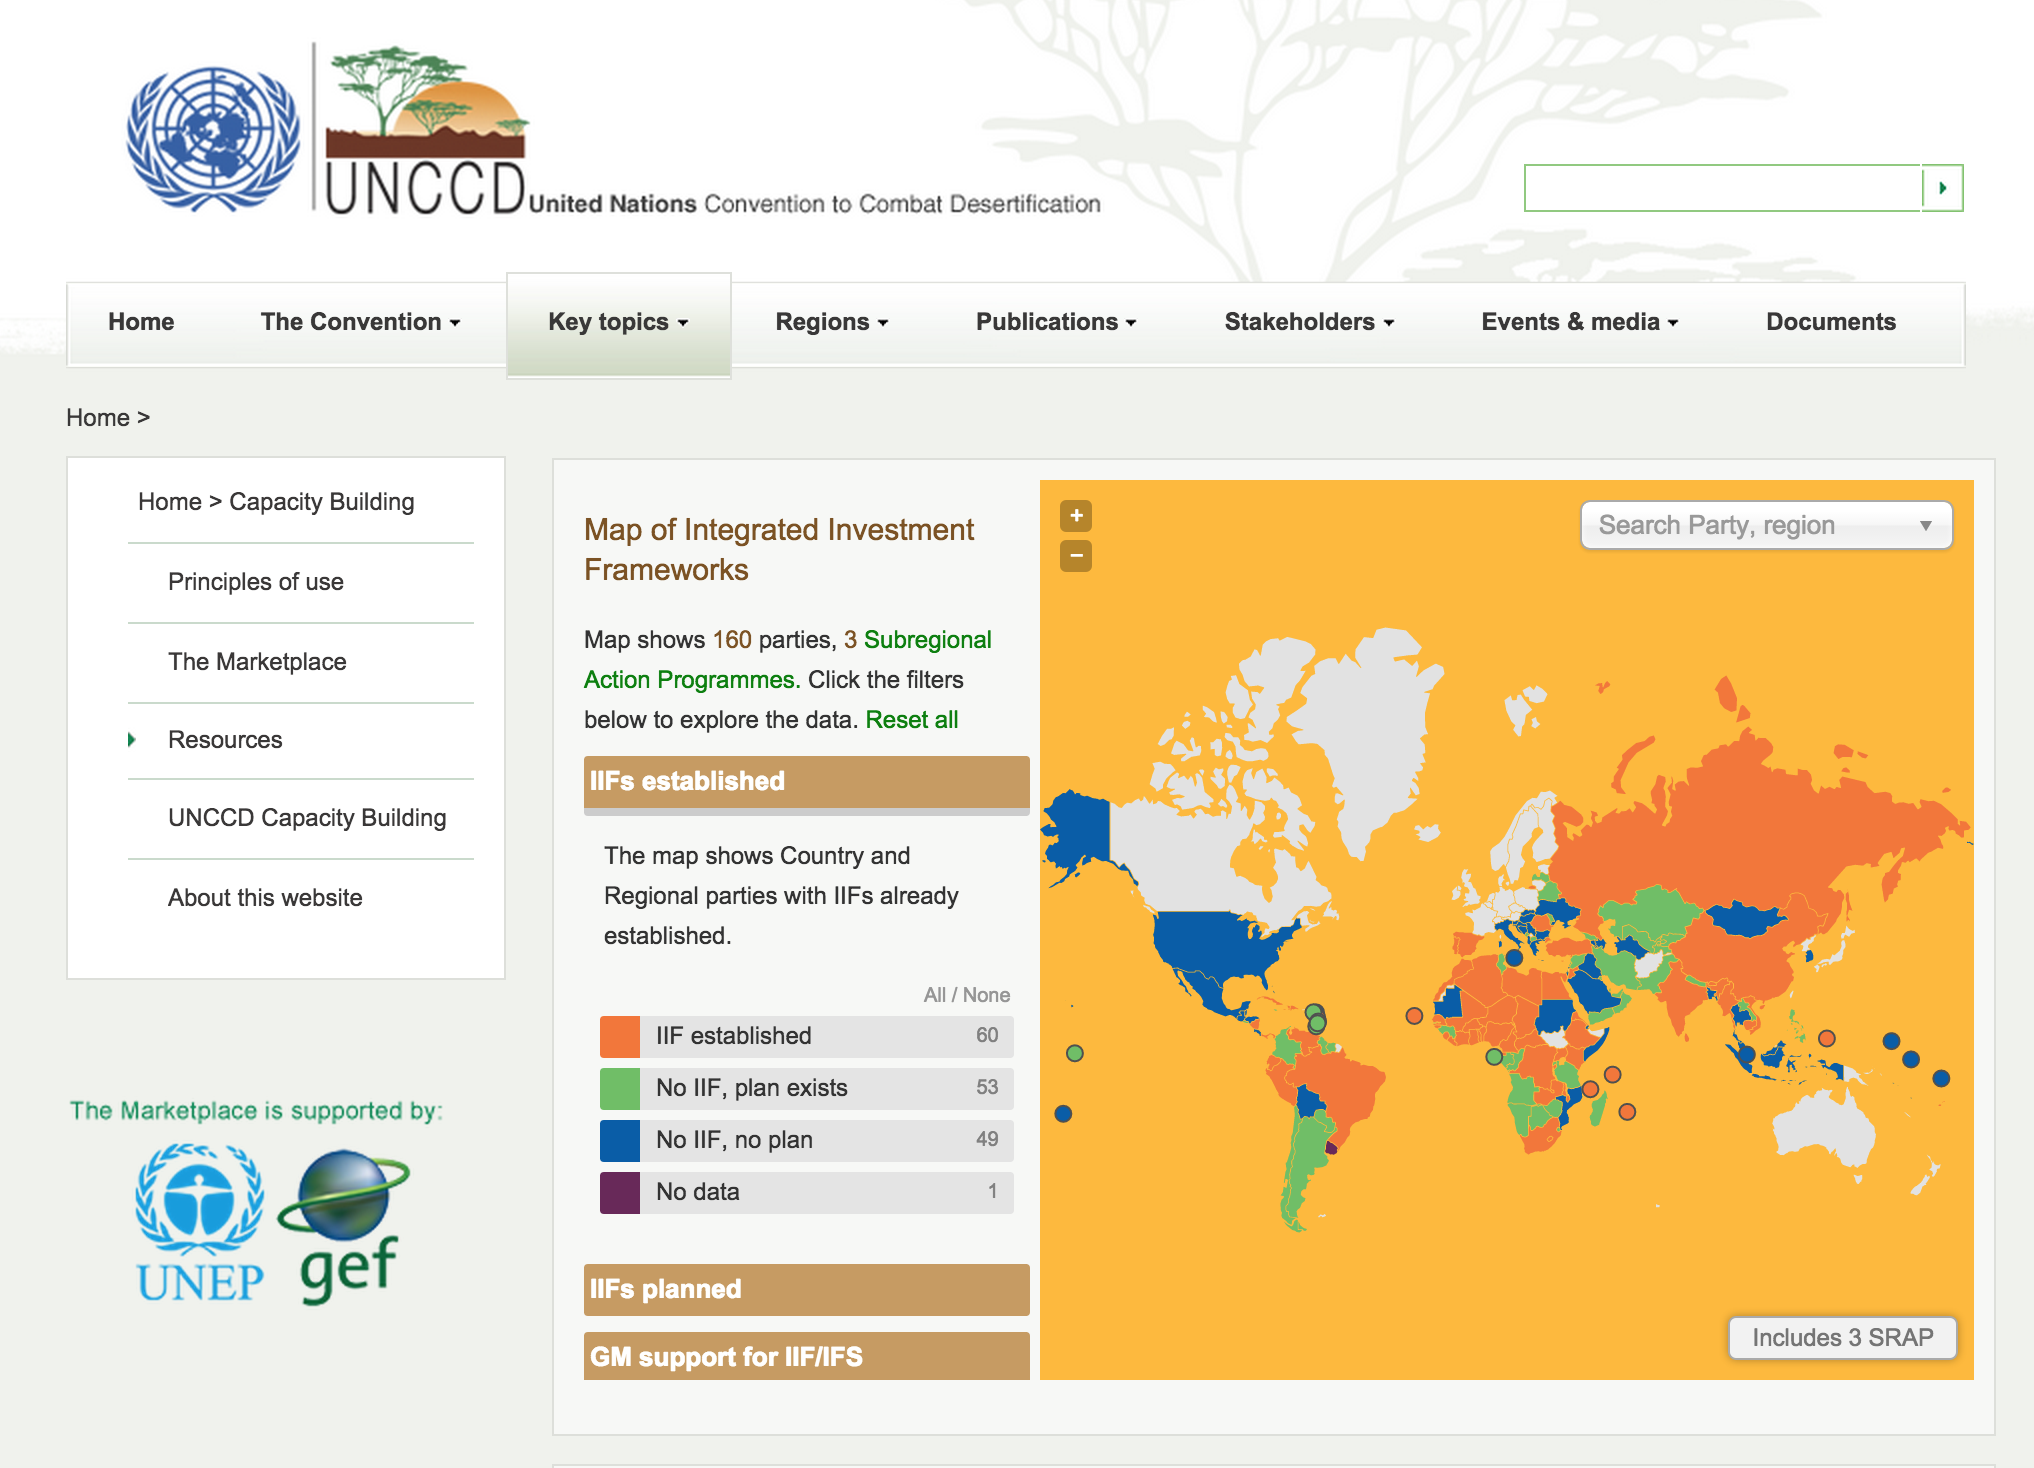 UNCCD United Nations Convention to Combat Desertification
Home The Convention Key topics Regions Publications Stakeholders Events & media Documents
Home >
Home > Capacity Building
Principles of use
The Marketplace
Resources
UNCCD Capacity Building
About this website
The Marketplace is supported by:
UNEP
gef
Map of Integrated Investment
Frameworks
Map shows 160 parties, 3 Subregional
Action Programmes. Click the filters
below to explore the data. Reset all
IIFs established
The map shows Country and
Regional parties with IIFs already
established.
All / None
IIF established 60
No IIF, plan exists 53
No IIF, no plan 49
No data 1
IIFs planned
GM support for IIF/IFS
+
−
Search Party, region
Includes 3 SRAP